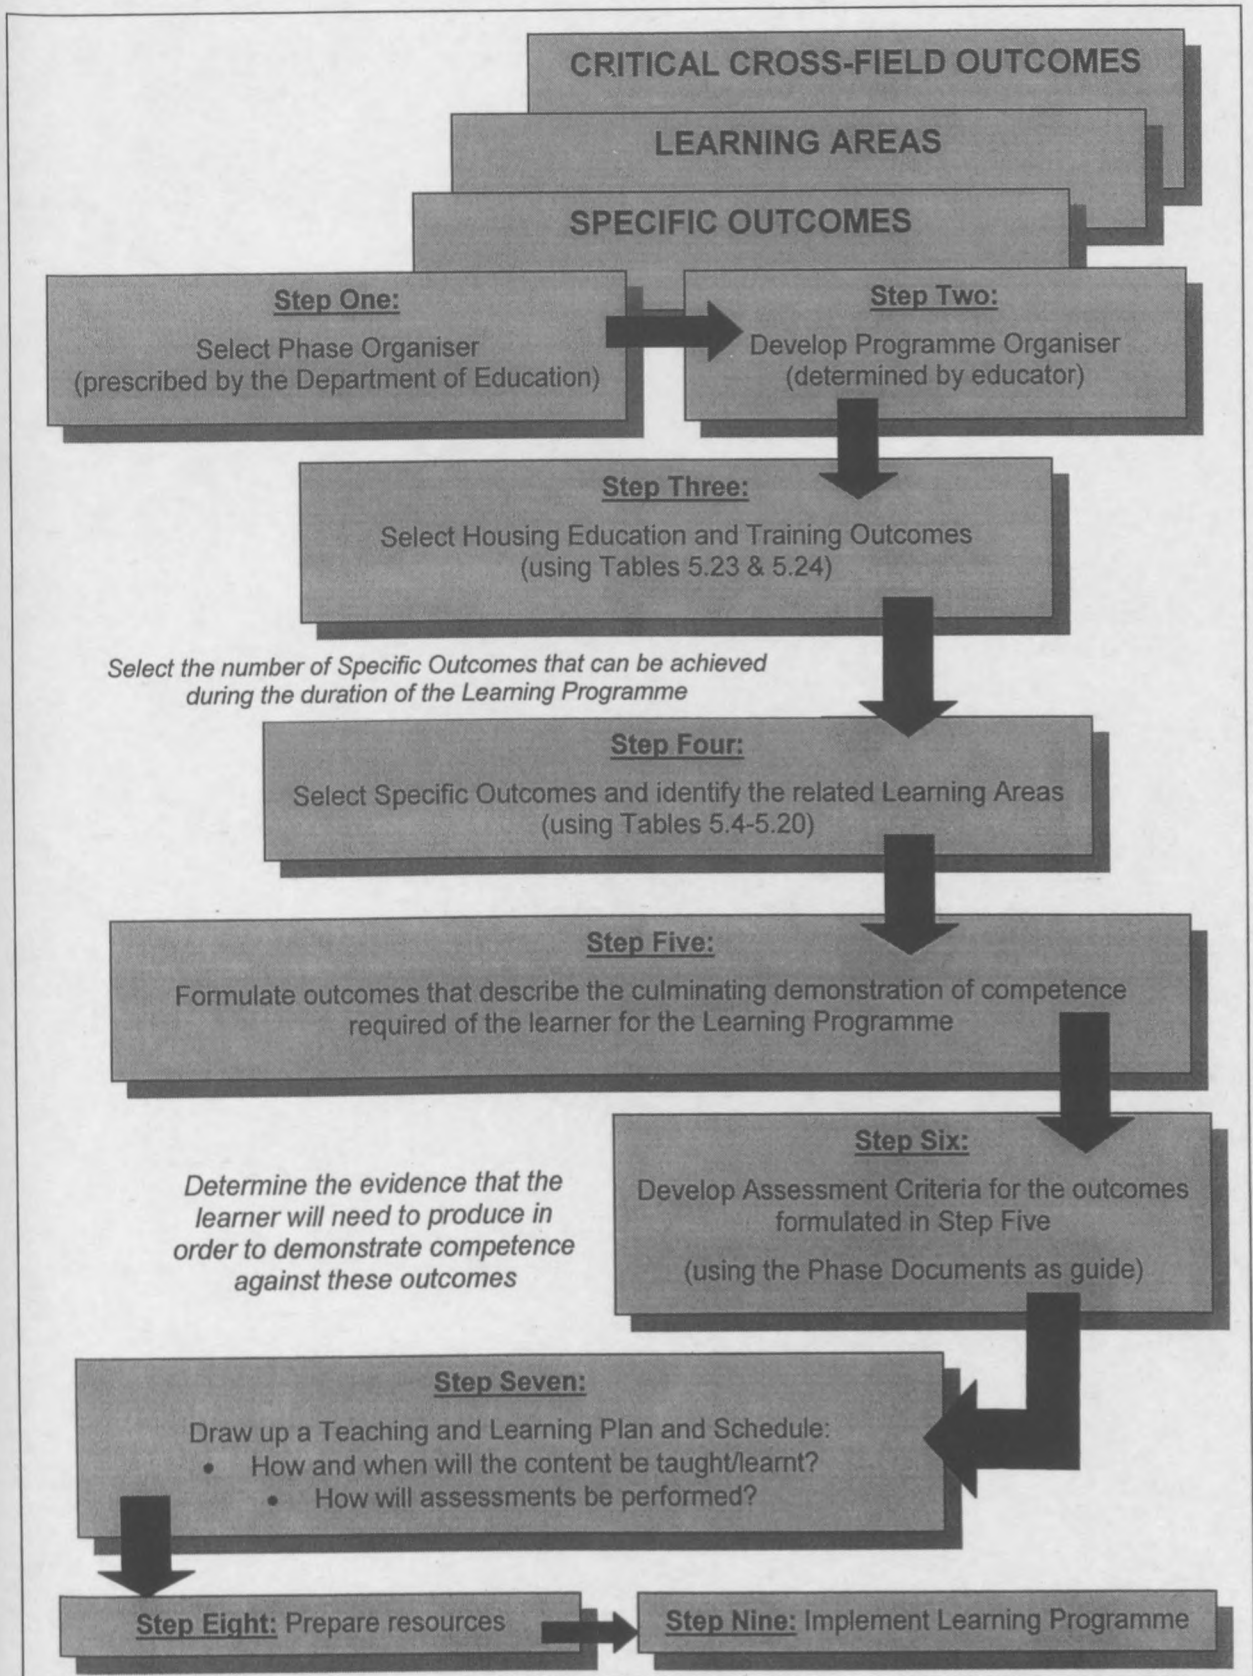 CRITICAL CROSS-FIELD OUTCOMES
LEARNING AREAS
SPECIFIC OUTCOMES
Step One:
Select Phase Organiser
(prescribed by the Department of Education)
Step Two:
Develop Programme Organiser
(determined by educator)
Step Three:
Select Housing Education and Training Outcomes
(using Tables 5.23 & 5.24)
Select the number of Specific Outcomes that can be achieved
during the duration of the Learning Programme
Step Four:
Select Specific Outcomes and identify the related Learning Areas
(using Tables 5.4-5.20)
Step Five:
Formulate outcomes that describe the culminating demonstration of competence
required of the learner for the Learning Programme
Step Six:
Develop Assessment Criteria for the outcomes
formulated in Step Five
(using the Phase Documents as guide)
Determine the evidence that the
learner will need to produce in
order to demonstrate competence
against these outcomes
Step Seven:
Draw up a Teaching and Learning Plan and Schedule:
• How and when will the content be taught/learnt?
• How will assessments be performed?
Step Eight: Prepare resources
Step Nine: Implement Learning Programme